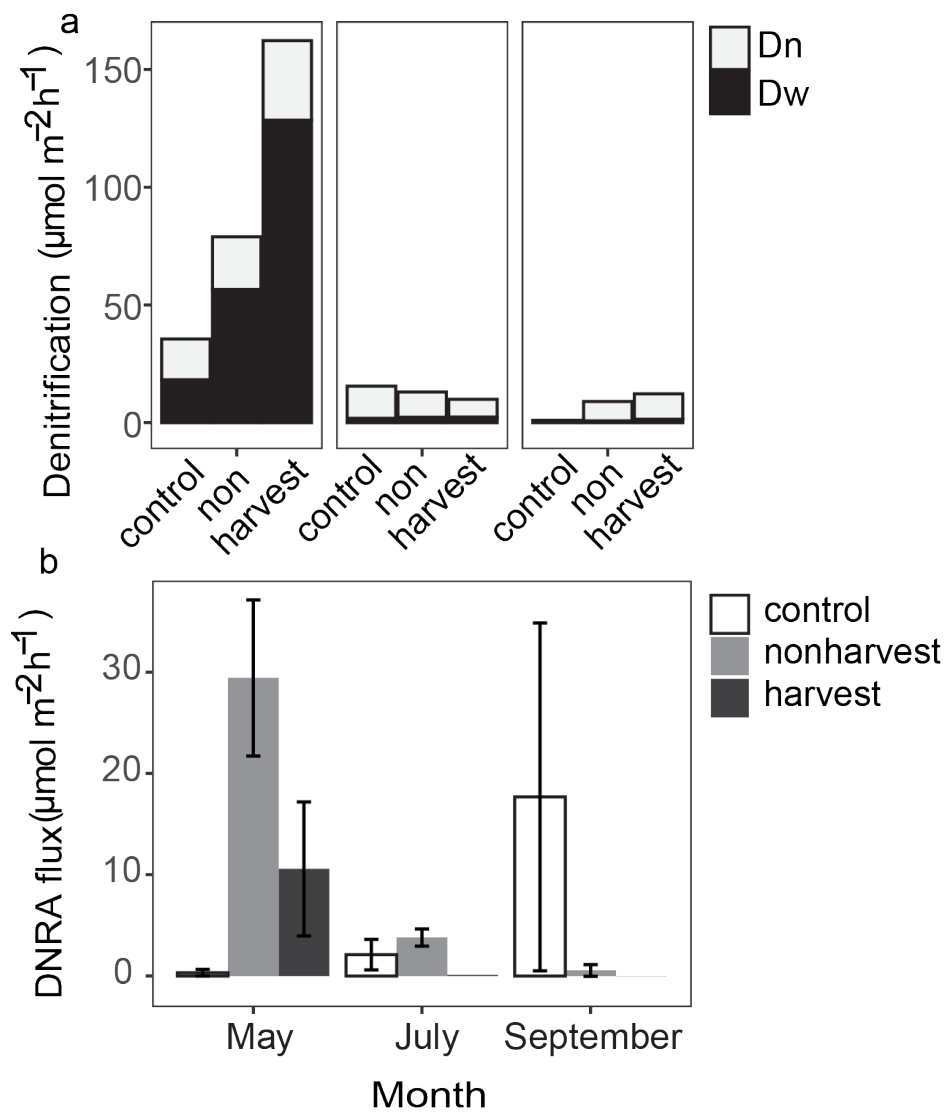 a
Denitrification (µmol m−2h−1)
150
100
50
0
Dn
Dw
control
non
harvest
control
non
harvest
control
non
harvest
b
DNRA flux(µmol m−2h−1)
30
20
10
0
control
nonharvest
harvest
May
July
September
Month